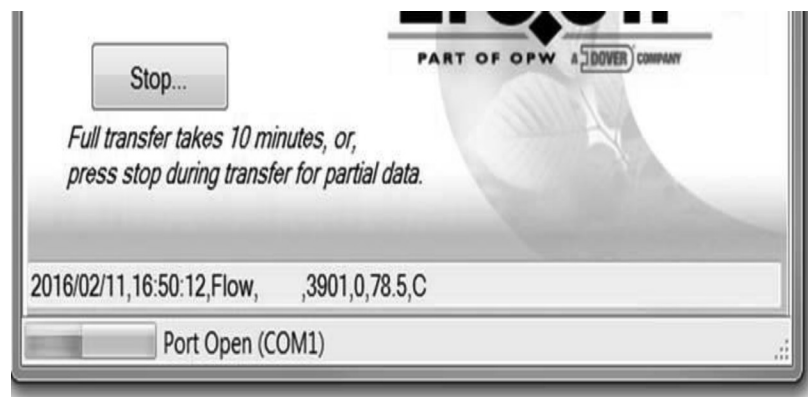 PART OF OPW A DOVER COMPANY
Stop...
Full transfer takes 10 minutes, or,
press stop during transfer for partial data.
2016/02/11,16:50:12,Flow, ,3901,0,78.5,C
Port Open (COM1)